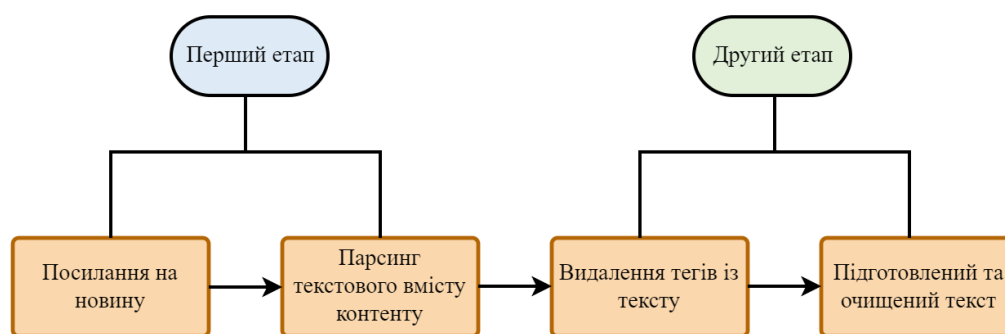 Перший етап
Другий етап
Посилання на
новину
Парсинг
текстового вмісту
контенту
Видалення тегів із
тексту
Підготовлений та
очищений текст